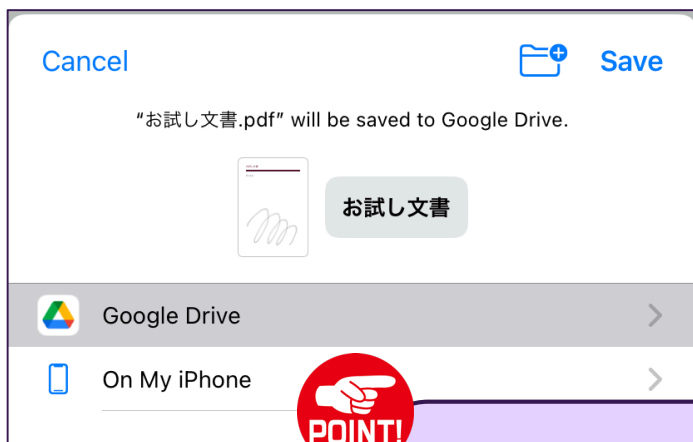 Cancel
Save
“お試し文書.pdf” will be saved to Google Drive.
お試し文書
Google Drive
On My iPhone
POINT!